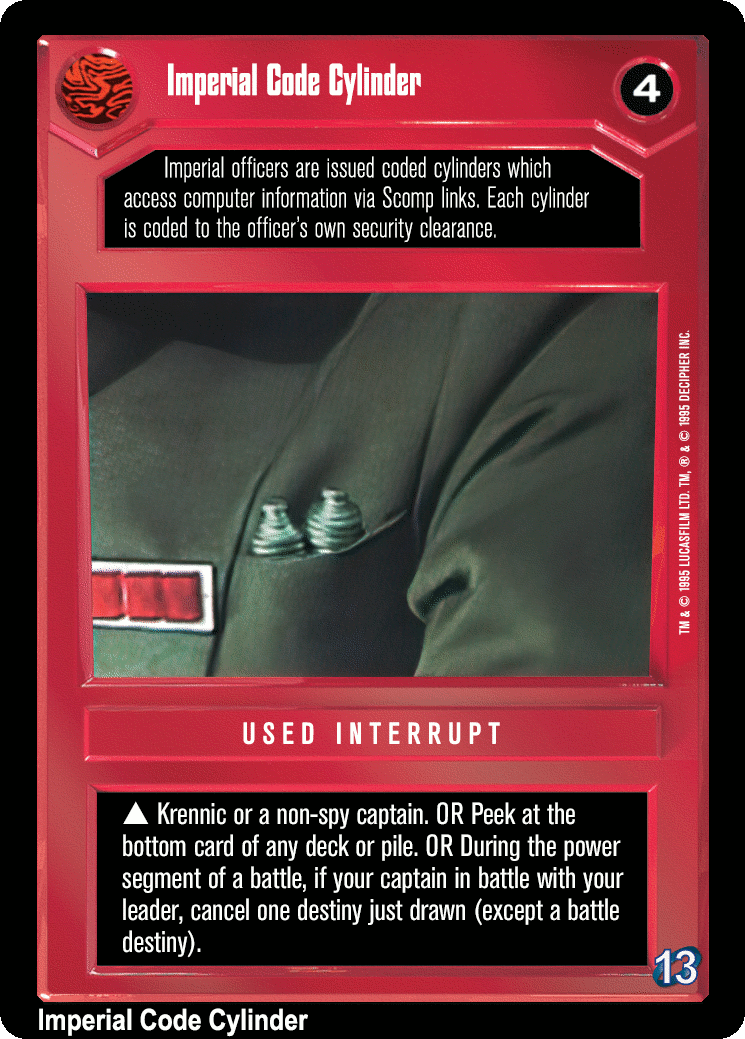 Imperial Code Cylinder
4
Imperial officers are issued coded cylinders which
access computer information via Scomp links. Each cylinder
is coded to the officer's own security clearance.
TM & © 1995 LUCASFILM LTD. TM, ® & © 1995 DECIPHER INC.
USED INTERRUPT
▲ Krennic or a non-spy captain. OR Peek at the
bottom card of any deck or pile. OR During the power
segment of a battle, if your captain in battle with your
leader, cancel one destiny just drawn (except a battle
destiny).
13
Imperial Code Cylinder